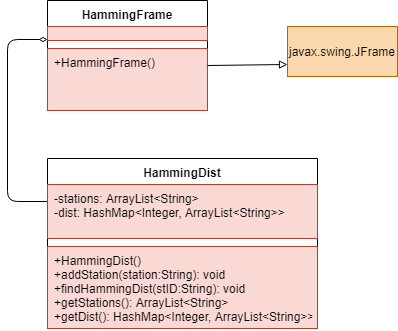 HammingFrame
+HammingFrame()
javax.swing.JFrame
HammingDist
-stations: ArrayList<String>
-dist: HashMap<Integer, ArrayList<String>>
+HammingDist()
+addStation(station:String): void
+findHammingDist(stID:String): void
+getStations(): ArrayList<String>
+getDist(): HashMap<Integer, ArrayList<String>>